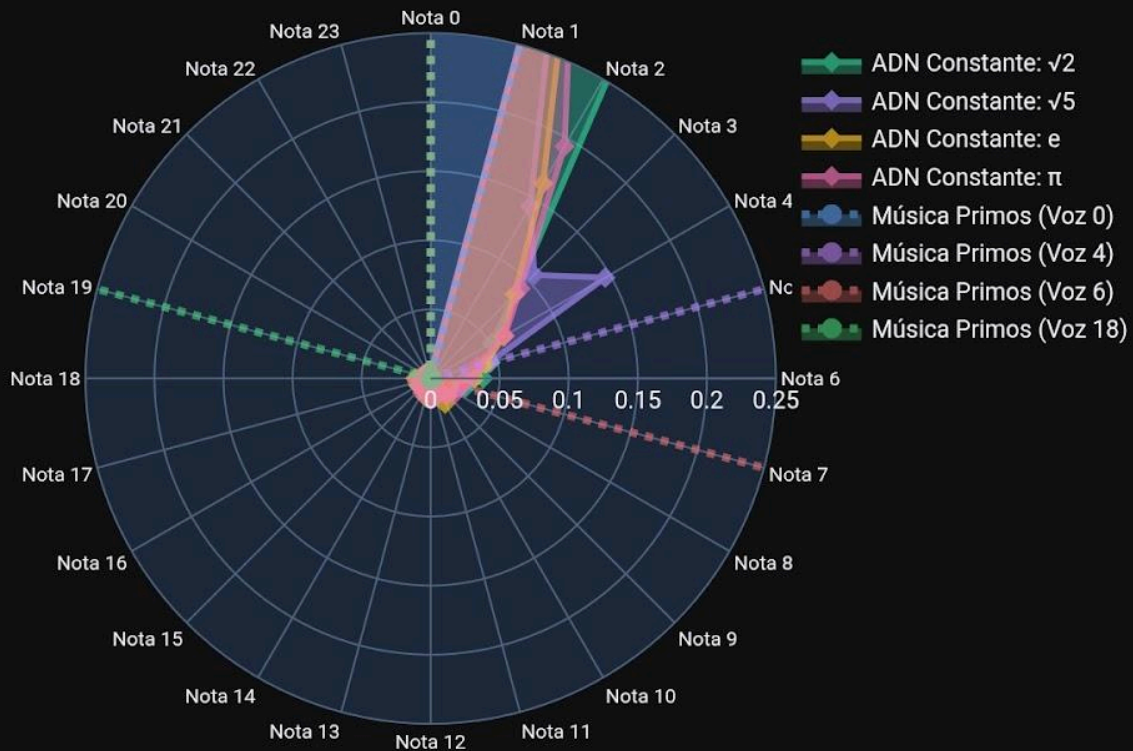 Nota 0
Nota 1
Nota 2
Nota 3
Nota 4
Nc
Nota 6
Nota 7
Nota 8
Nota 9
Nota 10
Nota 11
Nota 12
Nota 13
Nota 14
Nota 15
Nota 16
Nota 17
Nota 18
Nota 19
Nota 20
Nota 21
Nota 22
Nota 23
0 0.05 0.1 0.15 0.2 0.25
ADN Constante: √2
ADN Constante: √5
ADN Constante: e
ADN Constante: π
Música Primos (Voz 0)
Música Primos (Voz 4)
Música Primos (Voz 6)
Música Primos (Voz 18)